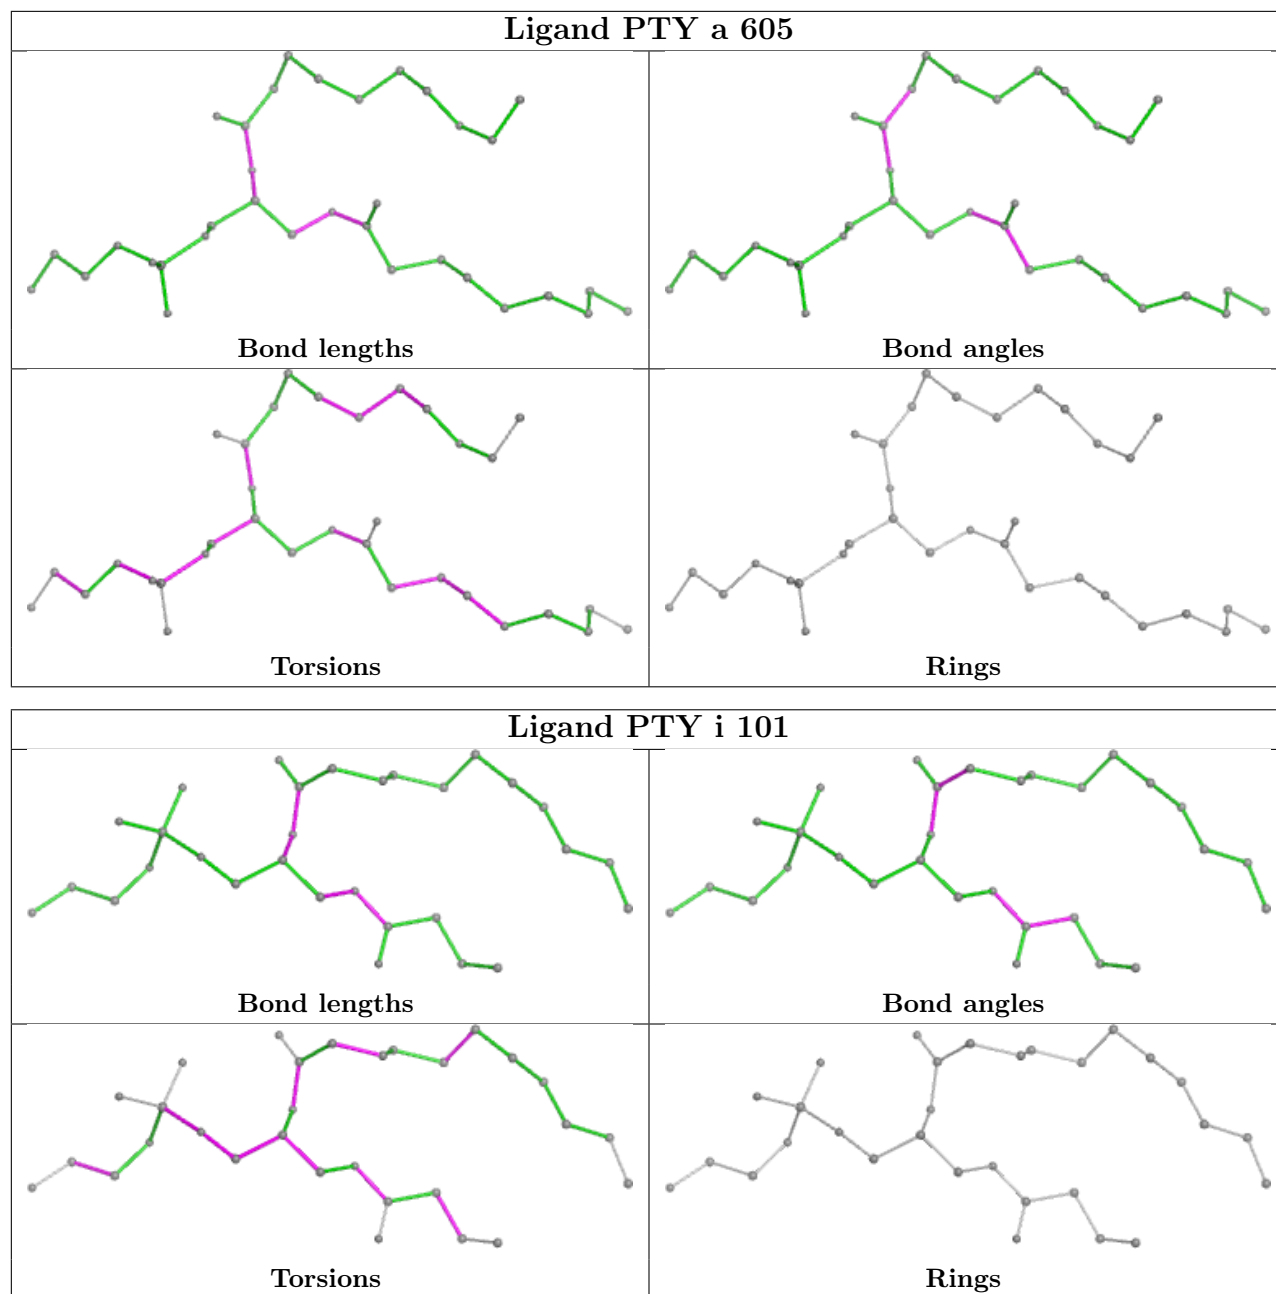 Ligand PTY a 605
Bond lengths
Bond angles
Torsions
Rings
Ligand PTY i 101
Bond lengths
Bond angles
Torsions
Rings